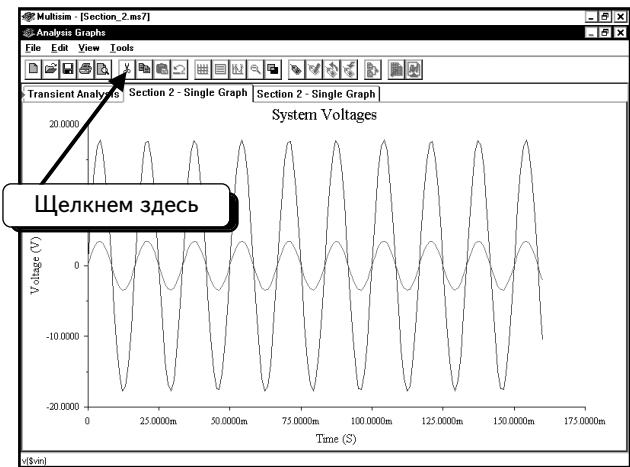 Multisim - [Section_2.ms7]
Analysis Graphs
File Edit View Tools
Transient Analysis Section 2 - Single Graph Section 2 - Single Graph
System Voltages
20.0000
Щелкнем здесь
Voltage (V)
0
-10.0000
-20.0000
0 25.0000m 50.0000m 75.0000m 100.0000m 125.0000m 150.0000m 175.0000m
Time (S)
v($vin)